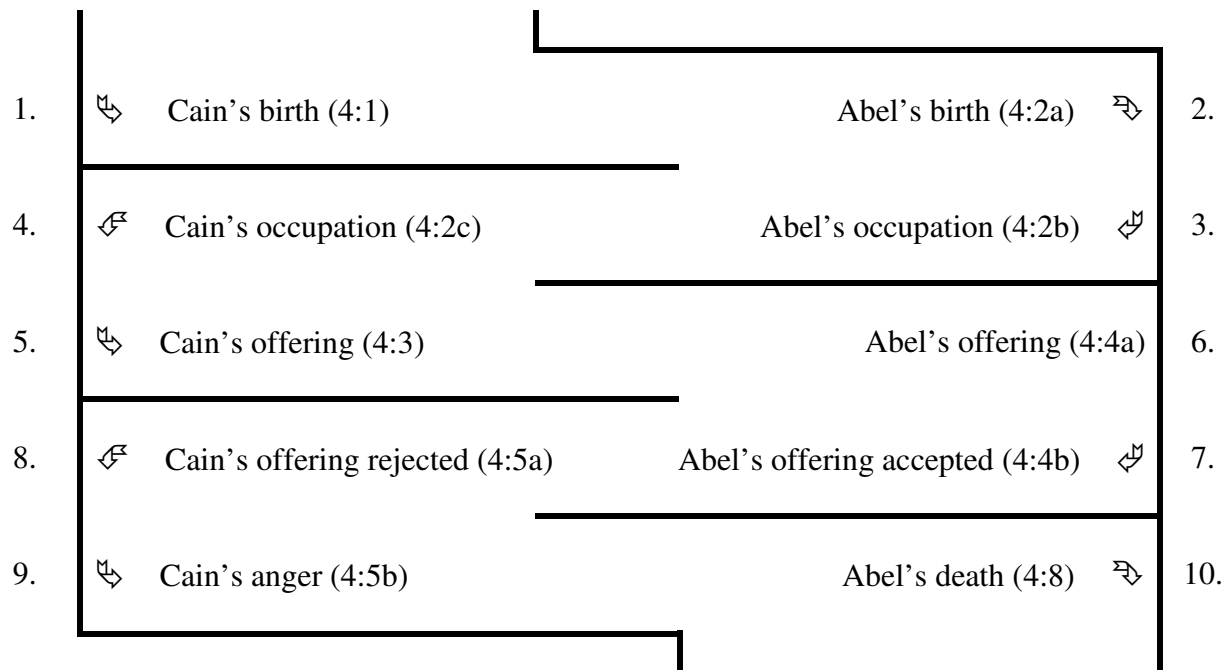 1. Cain’s birth (4:1) Abel’s birth (4:2a) 2.
4. Cain’s occupation (4:2c) Abel’s occupation (4:2b) 3.
5. Cain’s offering (4:3) Abel’s offering (4:4a) 6.
8. Cain’s offering rejected (4:5a) Abel’s offering accepted (4:4b) 7.
9. Cain’s anger (4:5b) Abel’s death (4:8) 10.